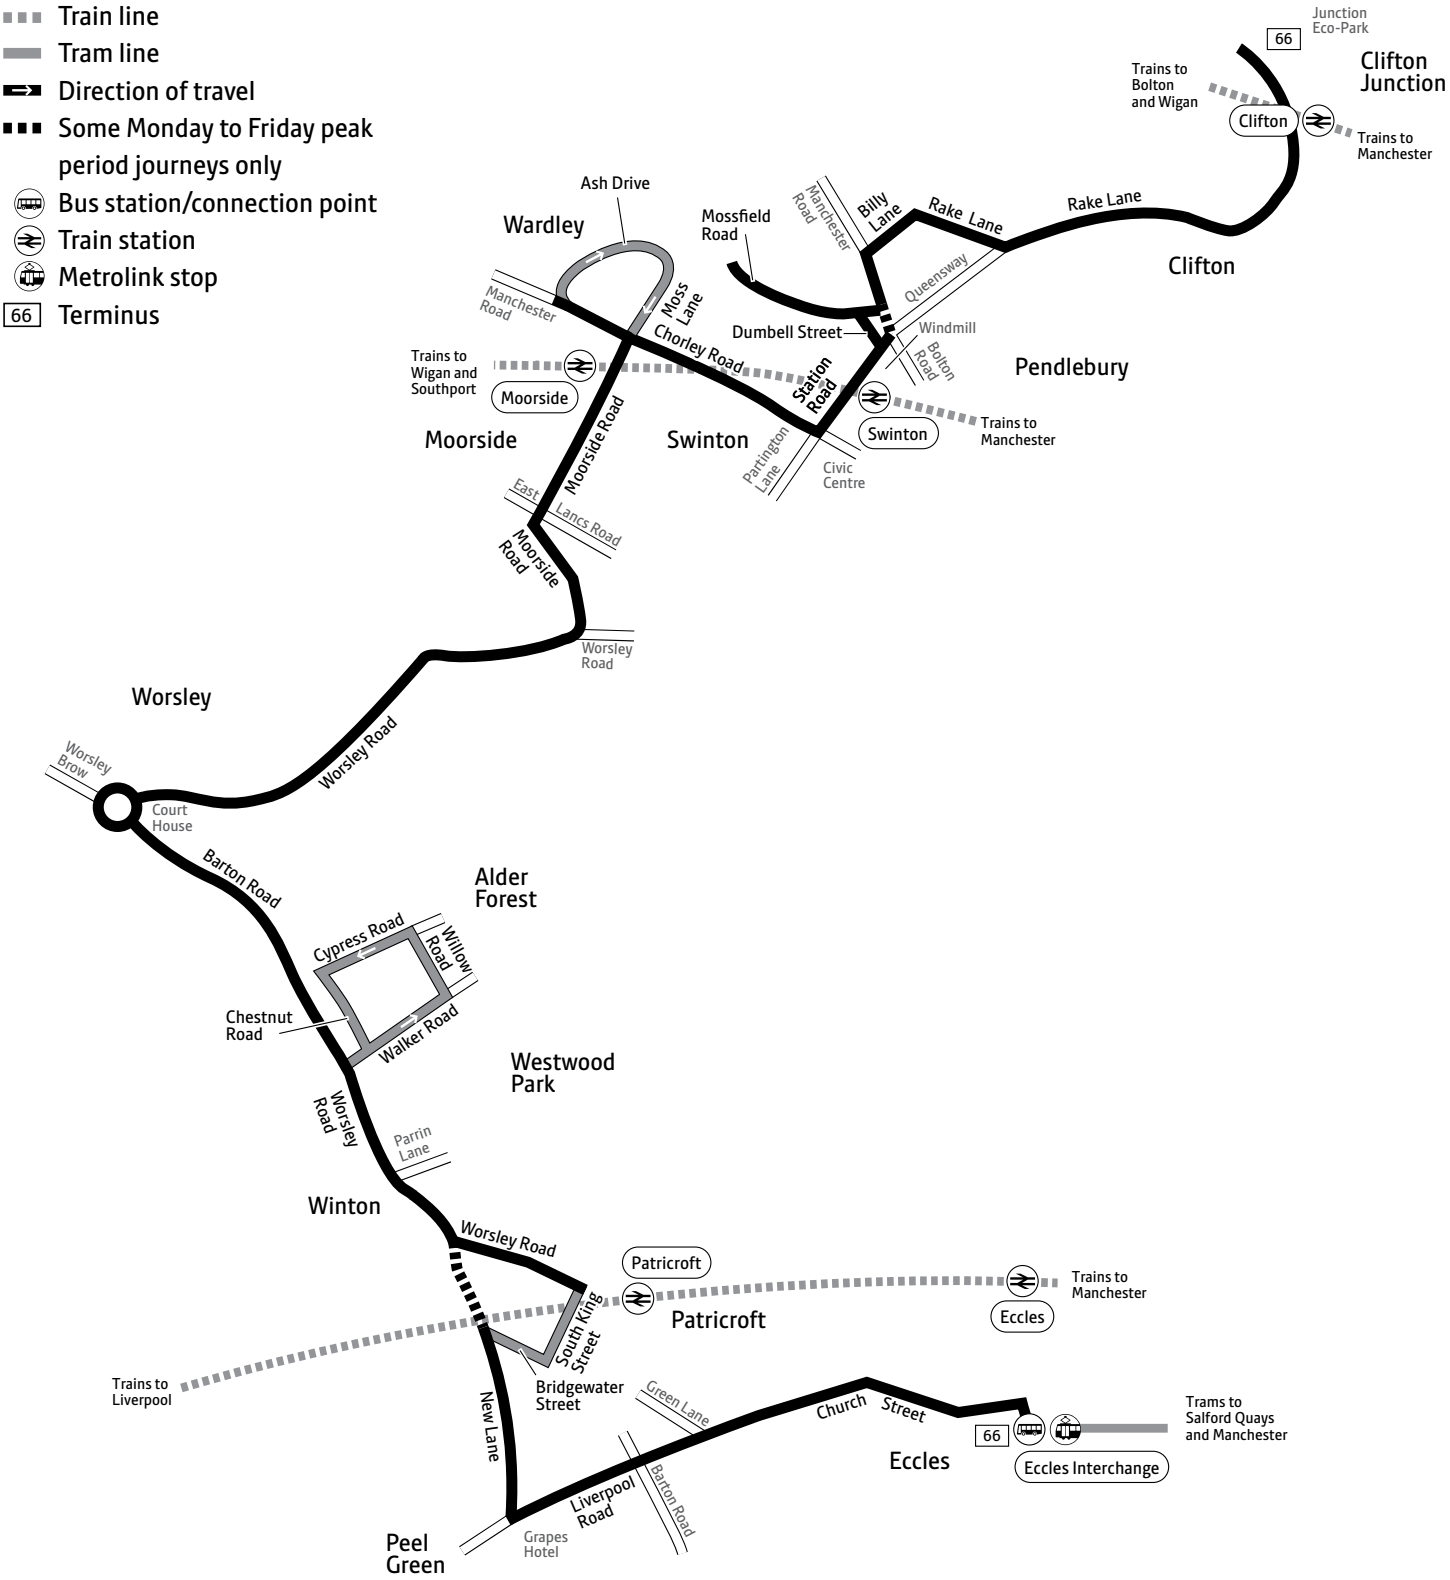 Train line
Tram line
Direction of travel
Some Monday to Friday peak
period journeys only
Bus station/connection point
Train station
Metrolink stop
66 Terminus
Junction
Eco-Park
66
Clifton
Junction
Trains to
Bolton
and Wigan
Clifton
Trains to
Manchester
Ash Drive
Wardley
Mossfield
Road
Manchester
Road
Billy
Lane
Rake Lane
Rake Lane
Clifton
Queensway
Manchester
Road
Moss
Lane
Chorley Road
Dumbell Street
Windmill
Bolton
Road
Pendlebury
Trains to
Wigan and
Southport
Moorside
Station
Road
Swinton
Trains to
Manchester
Moorside
Moorside Road
Swinton
Partington
Lane
Civic
Centre
East
Lancs Road
Moorside
Road
Worsley
Road
Worsley
Worsley Road
Worsley
Brow
Court
House
Barton Road
Alder
Forest
Cypress Road
Willow
Road
Chestnut
Road
Walker Road
Westwood
Park
Worsley
Road
Parrin
Lane
Winton
Worsley Road
Patricroft
Trains to
Manchester
Patricroft
Eccles
South King
Street
Trains to
Liverpool
Bridgewater
Street
New Lane
Green Lane
Church Street
66
Trams to
Salford Quays
and Manchester
Eccles
Eccles Interchange
Liverpool
Road
Barton Road
Peel
Green
Grapes
Hotel